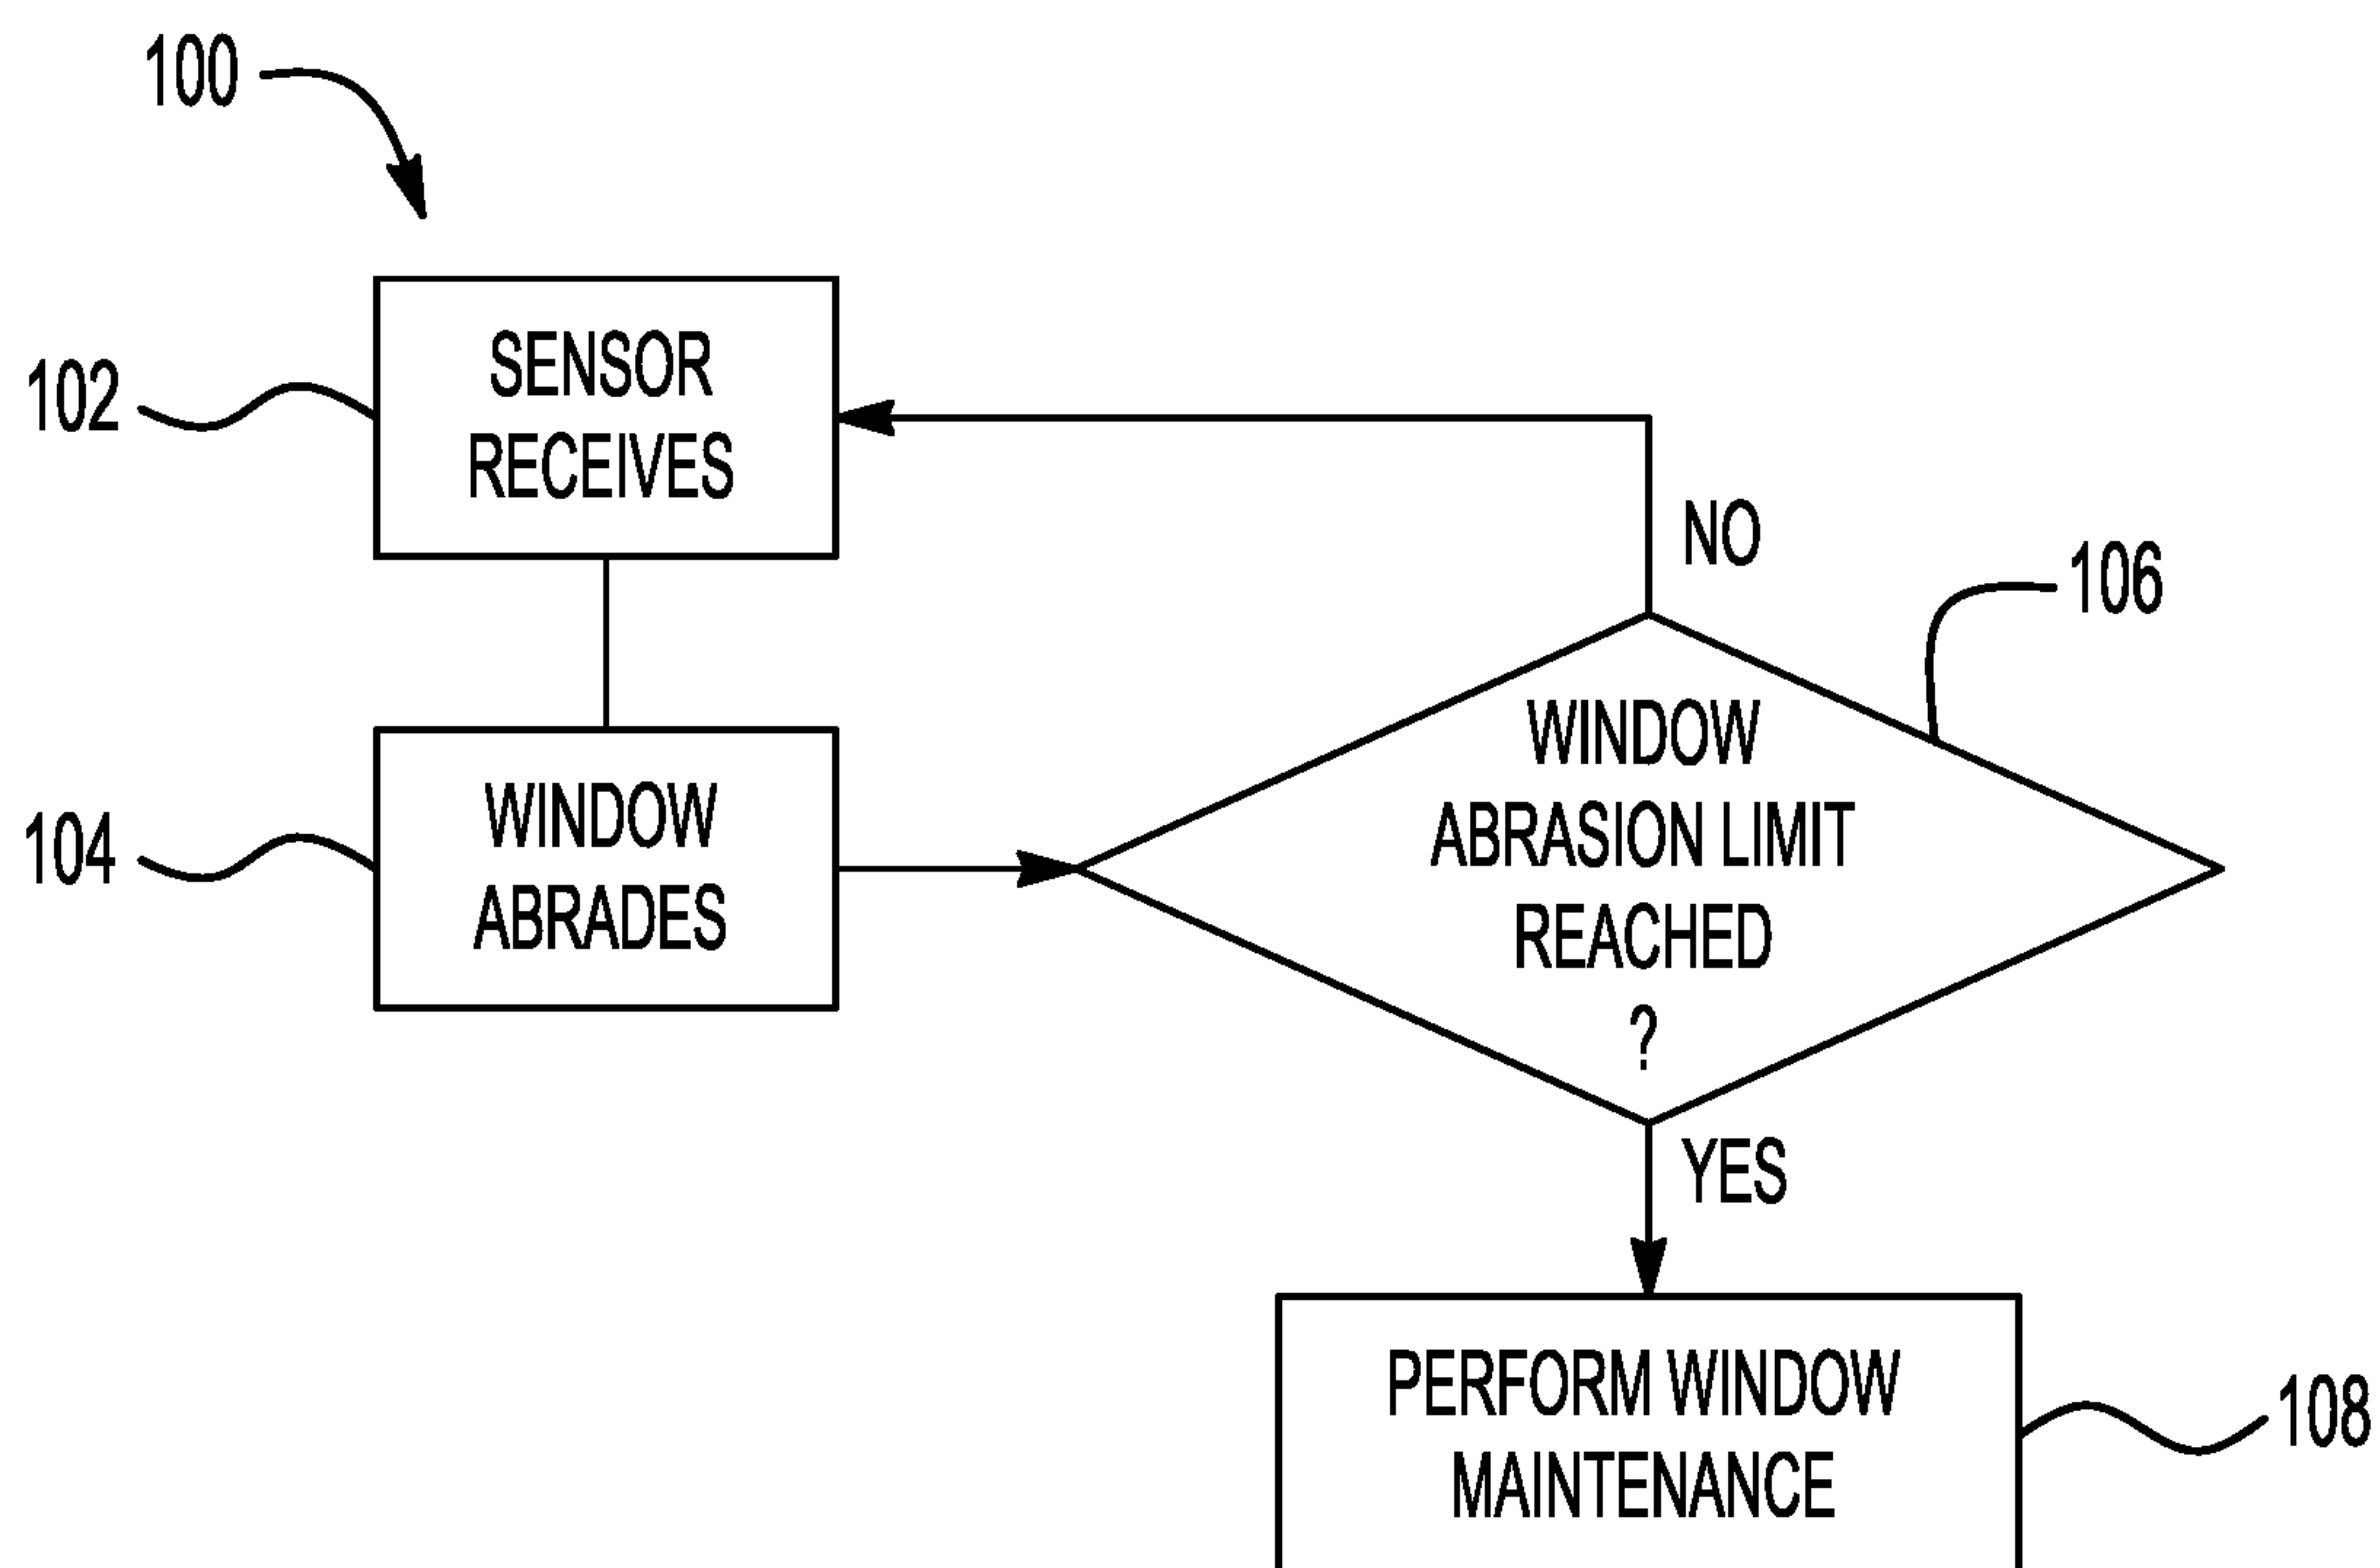 100
102
SENSOR
RECEIVES
NO
106
104
WINDOW
ABRADES
WINDOW
ABRASION LIMIT
REACHED
?
YES
PERFORM WINDOW
MAINTENANCE
108